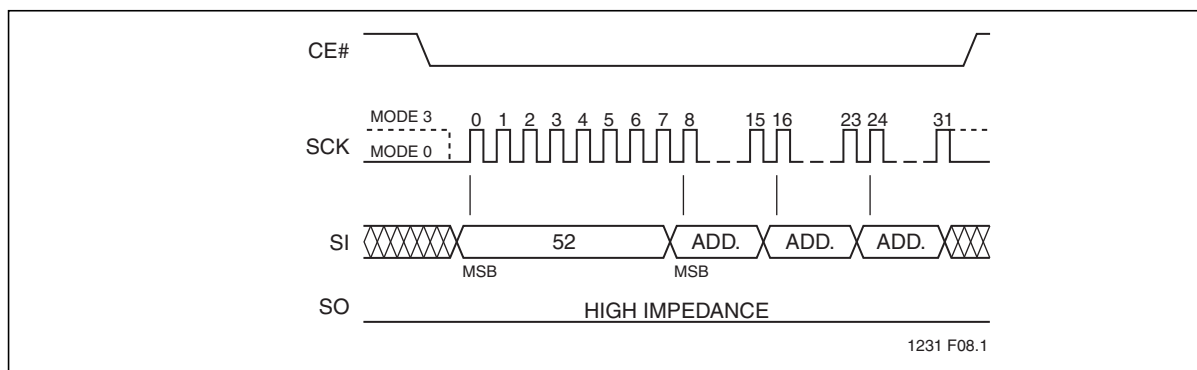 CE#
MODE 3
0 1 2 3 4 5 6 7 8 15 16 23 24 31
SCK
MODE 0
SI 52 ADD. ADD. ADD.
MSB MSB
SO HIGH IMPEDANCE
1231 F08.1